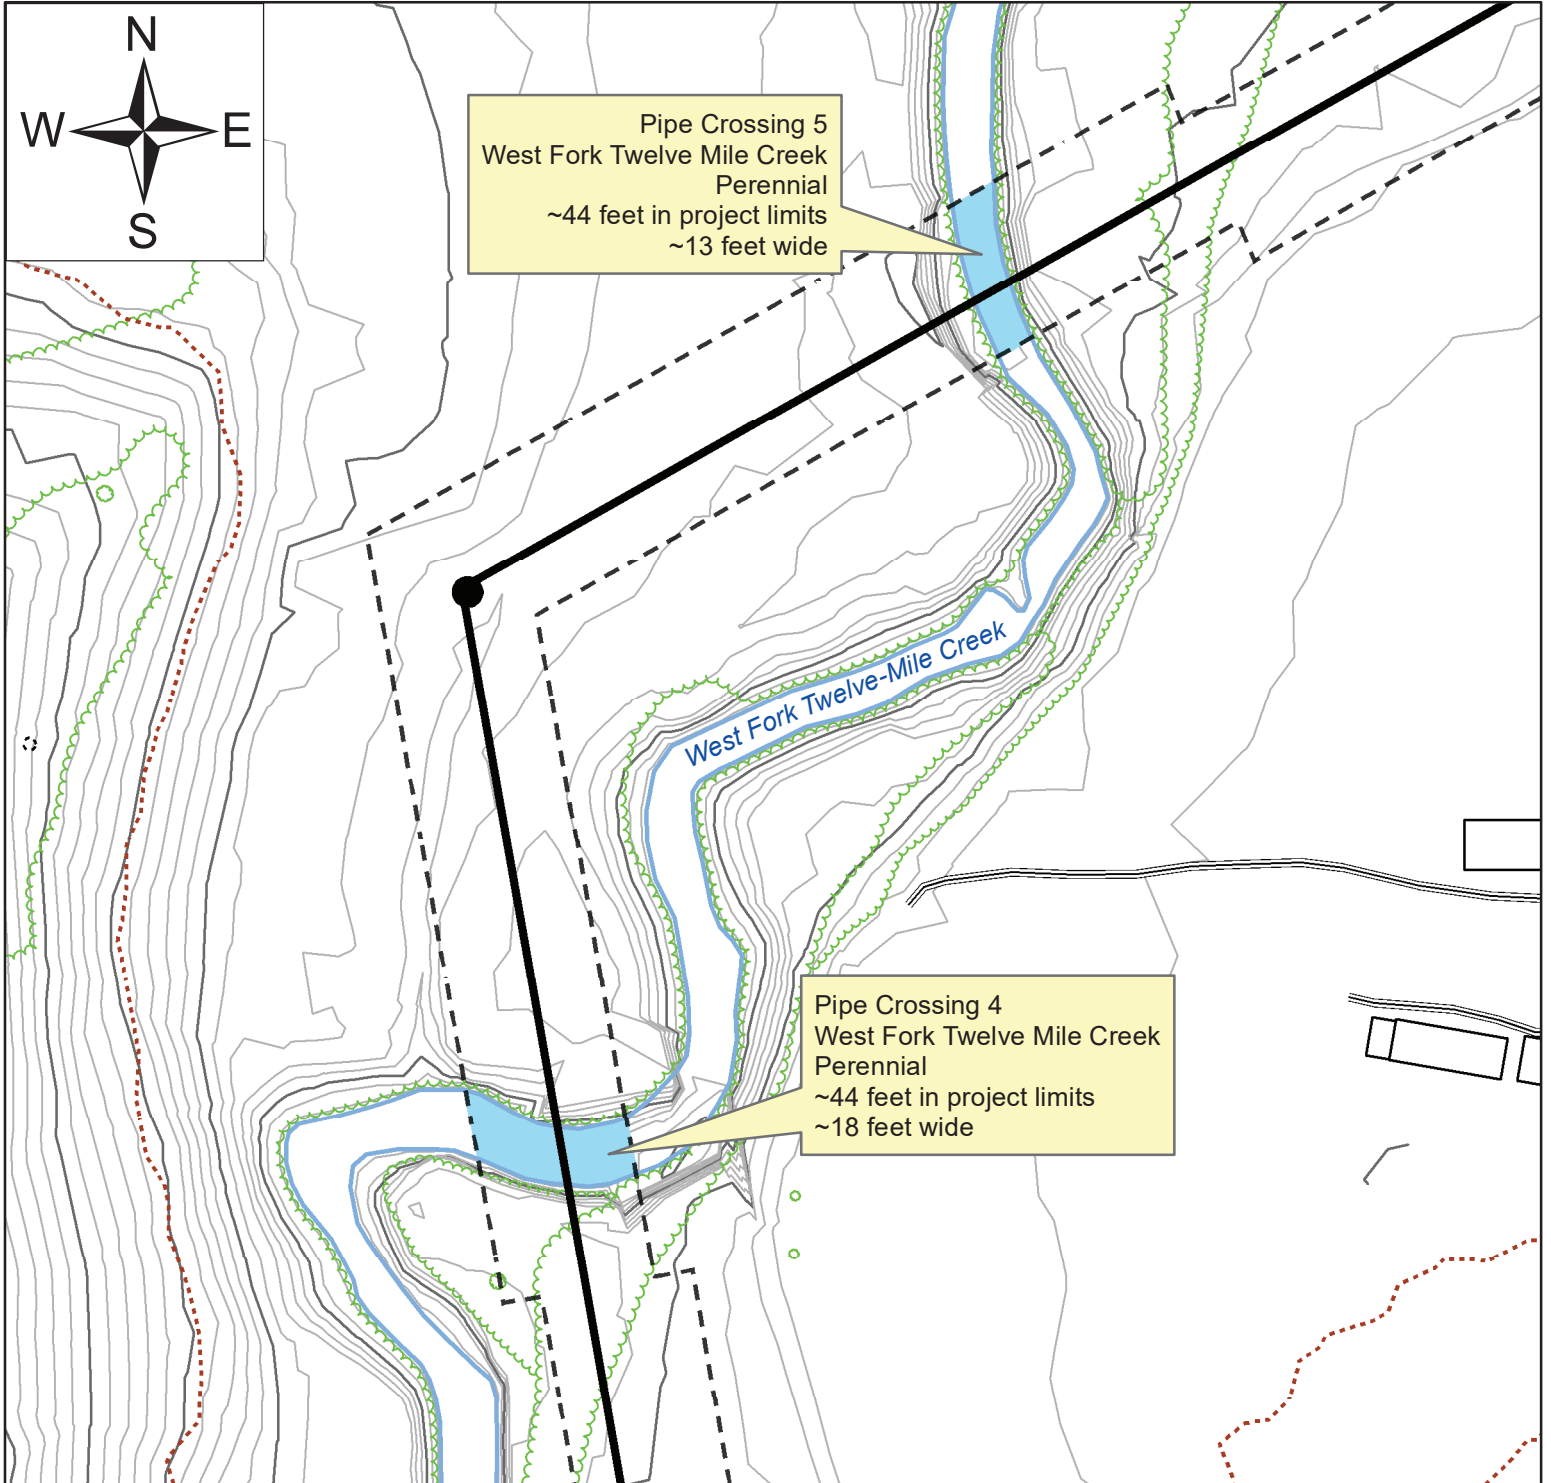 N
W E
S
Pipe Crossing 5
West Fork Twelve Mile Creek
Perennial
~44 feet in project limits
~13 feet wide
West Fork Twelve-Mile Creek
Pipe Crossing 4
West Fork Twelve Mile Creek
Perennial
~44 feet in project limits
~18 feet wide